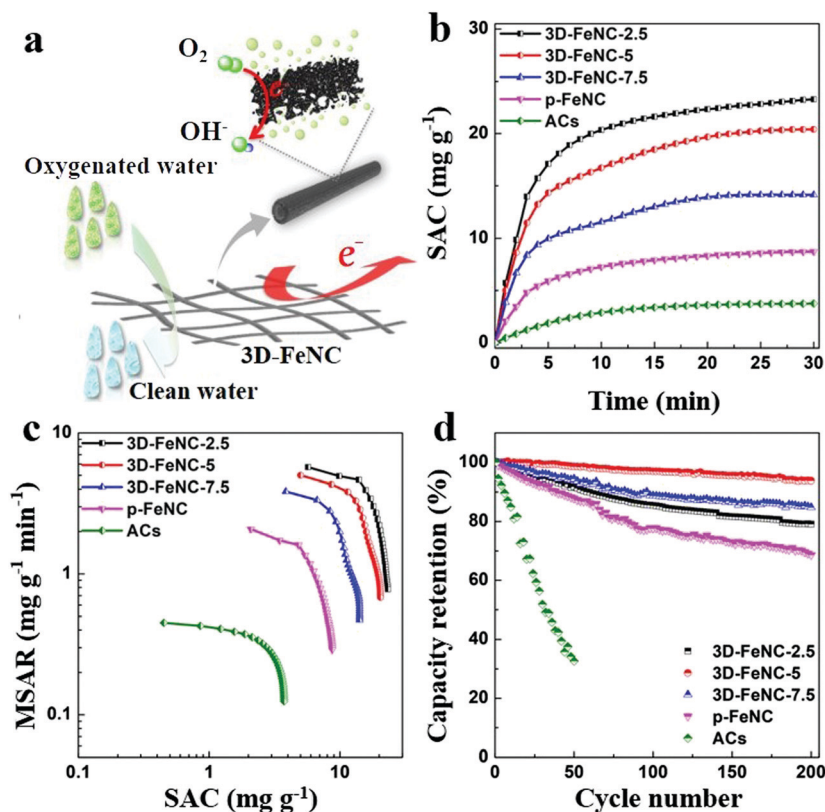 a
O₂
e⁻
OH⁻
Oxygenated water
e⁻
3D-FeNC
Clean water
b
3D-FeNC-2.5
3D-FeNC-5
3D-FeNC-7.5
p-FeNC
ACs
SAC (mg g⁻¹)
30
20
10
0
0 5 10 15 20 25 30
Time (min)
c
3D-FeNC-2.5
3D-FeNC-5
3D-FeNC-7.5
p-FeNC
ACs
MSAR (mg g⁻¹ min⁻¹)
10
1
0.1
0.1 1 10
SAC (mg g⁻¹)
d
Capacity retention (%)
100
80
60
40
20
0
3D-FeNC-2.5
3D-FeNC-5
3D-FeNC-7.5
p-FeNC
ACs
0 50 100 150 200
Cycle number